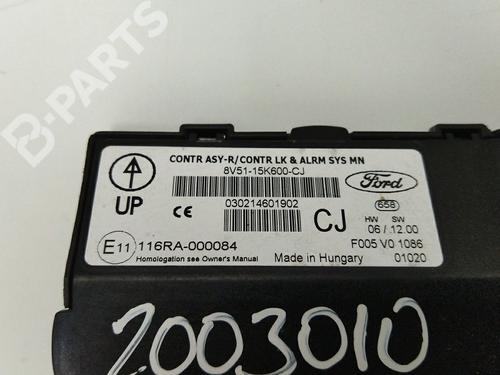 B-PARTS
CONTR ASY-R/CONTR LK & ALRM SYS MN
8V51-15K600-CJ
Ford
UP
CE
030214601902
CJ
658
HW SW
06 / 12.00
E11 116RA-000084
F005 V0 1086
Homologation see Owner's Manual
Made in Hungary
01020
2003010